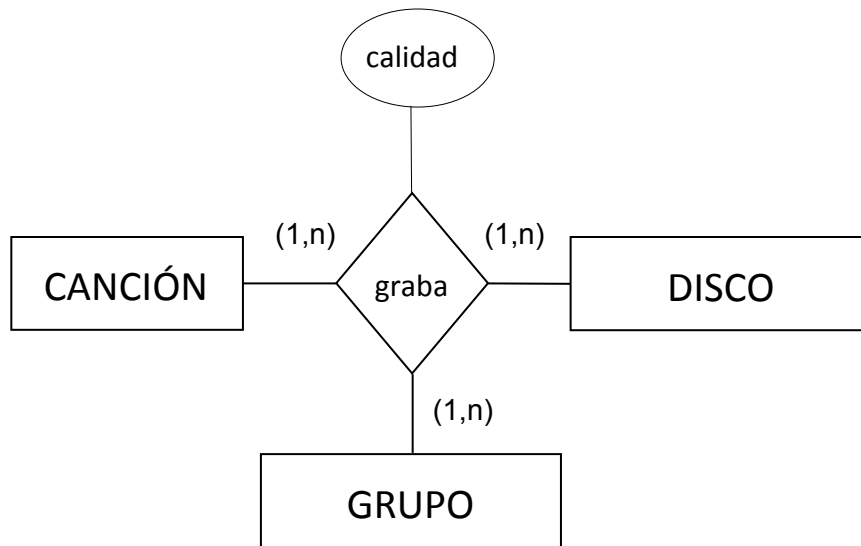 calidad
(1,n)
(1,n)
CANCIÓN
graba
DISCO
(1,n)
GRUPO